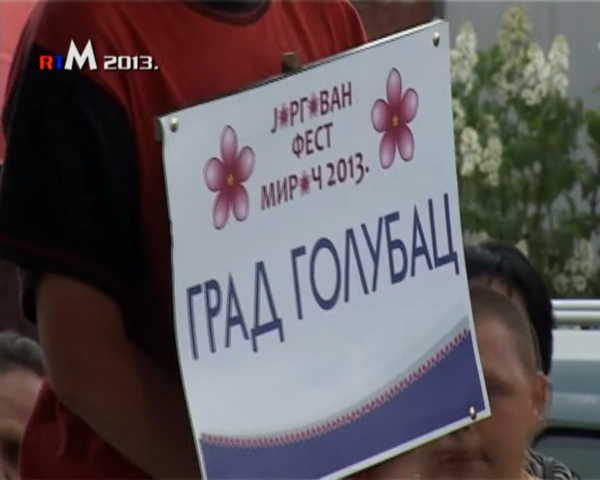 RTM 2013.
ЈОРГОВАН
ФЕСТ
МИРОЧ 2013.
ГРАД ГОЛУБАЦ